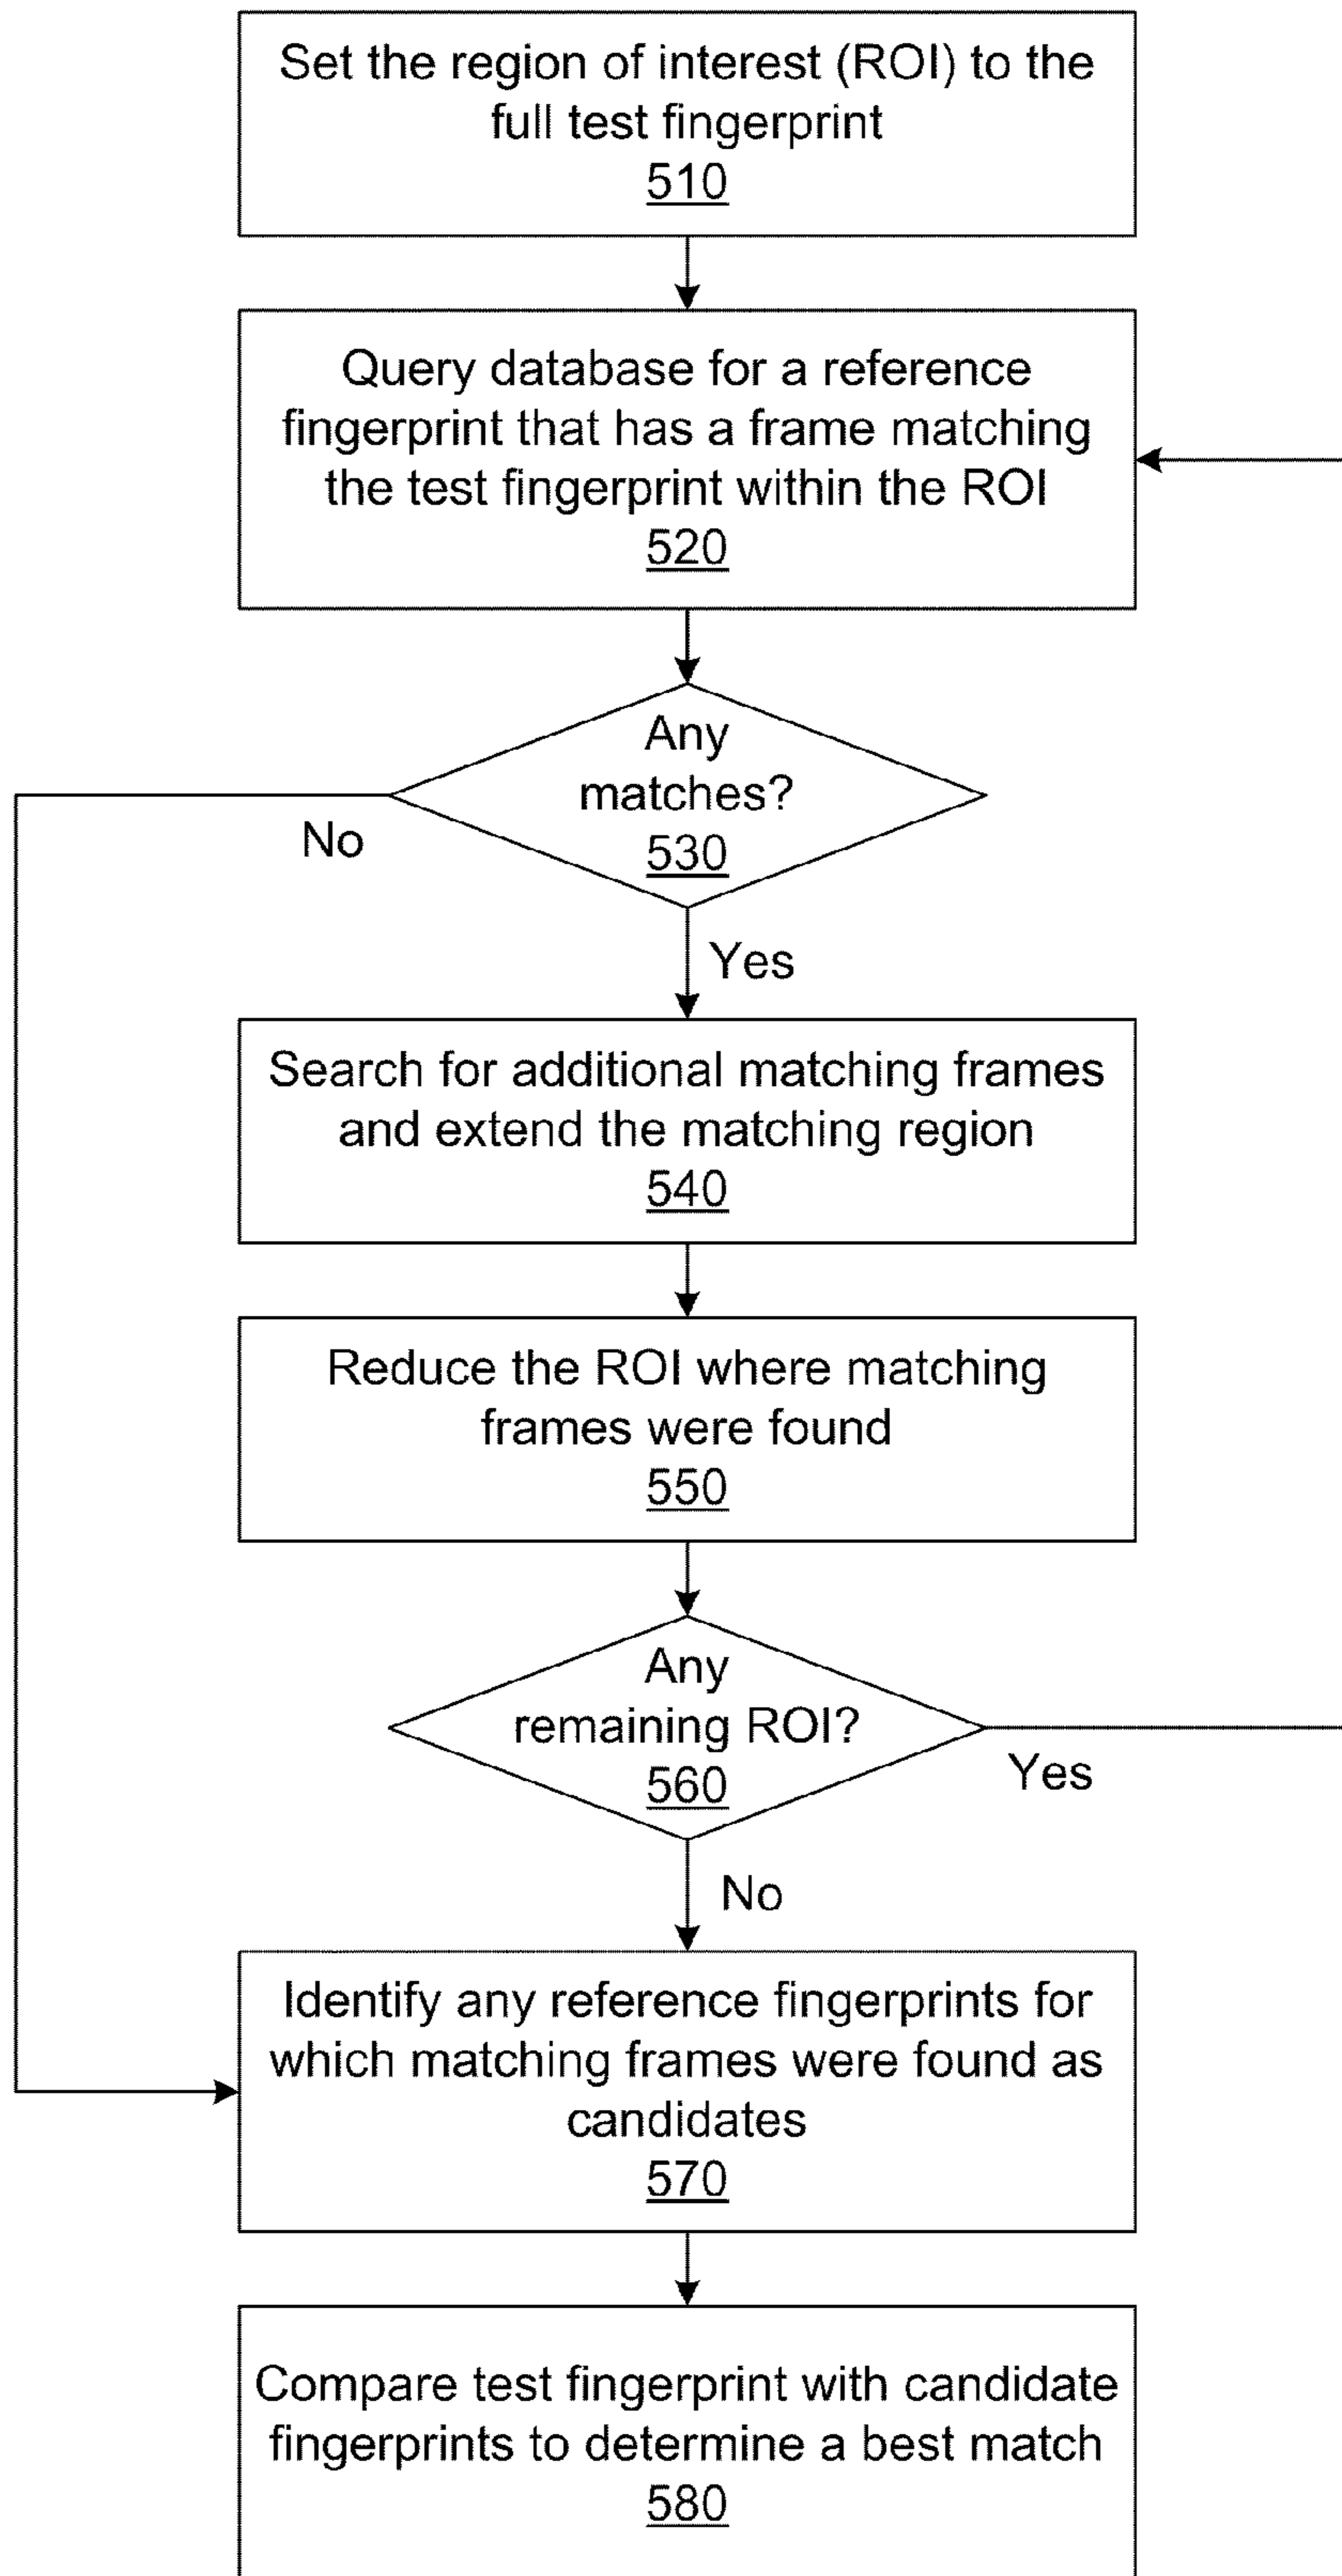 Set the region of interest (ROI) to the
full test fingerprint
510
Query database for a reference
fingerprint that has a frame matching
the test fingerprint within the ROI
520
Any
matches?
530
No
Yes
Search for additional matching frames
and extend the matching region
540
Reduce the ROI where matching
frames were found
550
Any
remaining ROI?
560
Yes
No
Identify any reference fingerprints for
which matching frames were found as
candidates
570
Compare test fingerprint with candidate
fingerprints to determine a best match
580